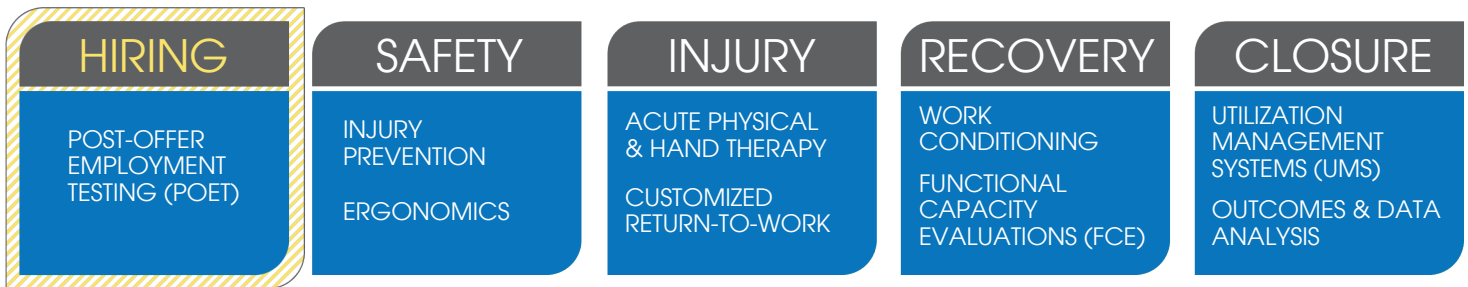 HIRING
POST-OFFER
EMPLOYMENT
TESTING (POET)
SAFETY
INJURY
PREVENTION
ERGONOMICS
INJURY
ACUTE PHYSICAL
& HAND THERAPY
CUSTOMIZED
RETURN-TO-WORK
RECOVERY
WORK
CONDITIONING
FUNCTIONAL
CAPACITY
EVALUATIONS (FCE)
CLOSURE
UTILIZATION
MANAGEMENT
SYSTEMS (UMS)
OUTCOMES & DATA
ANALYSIS